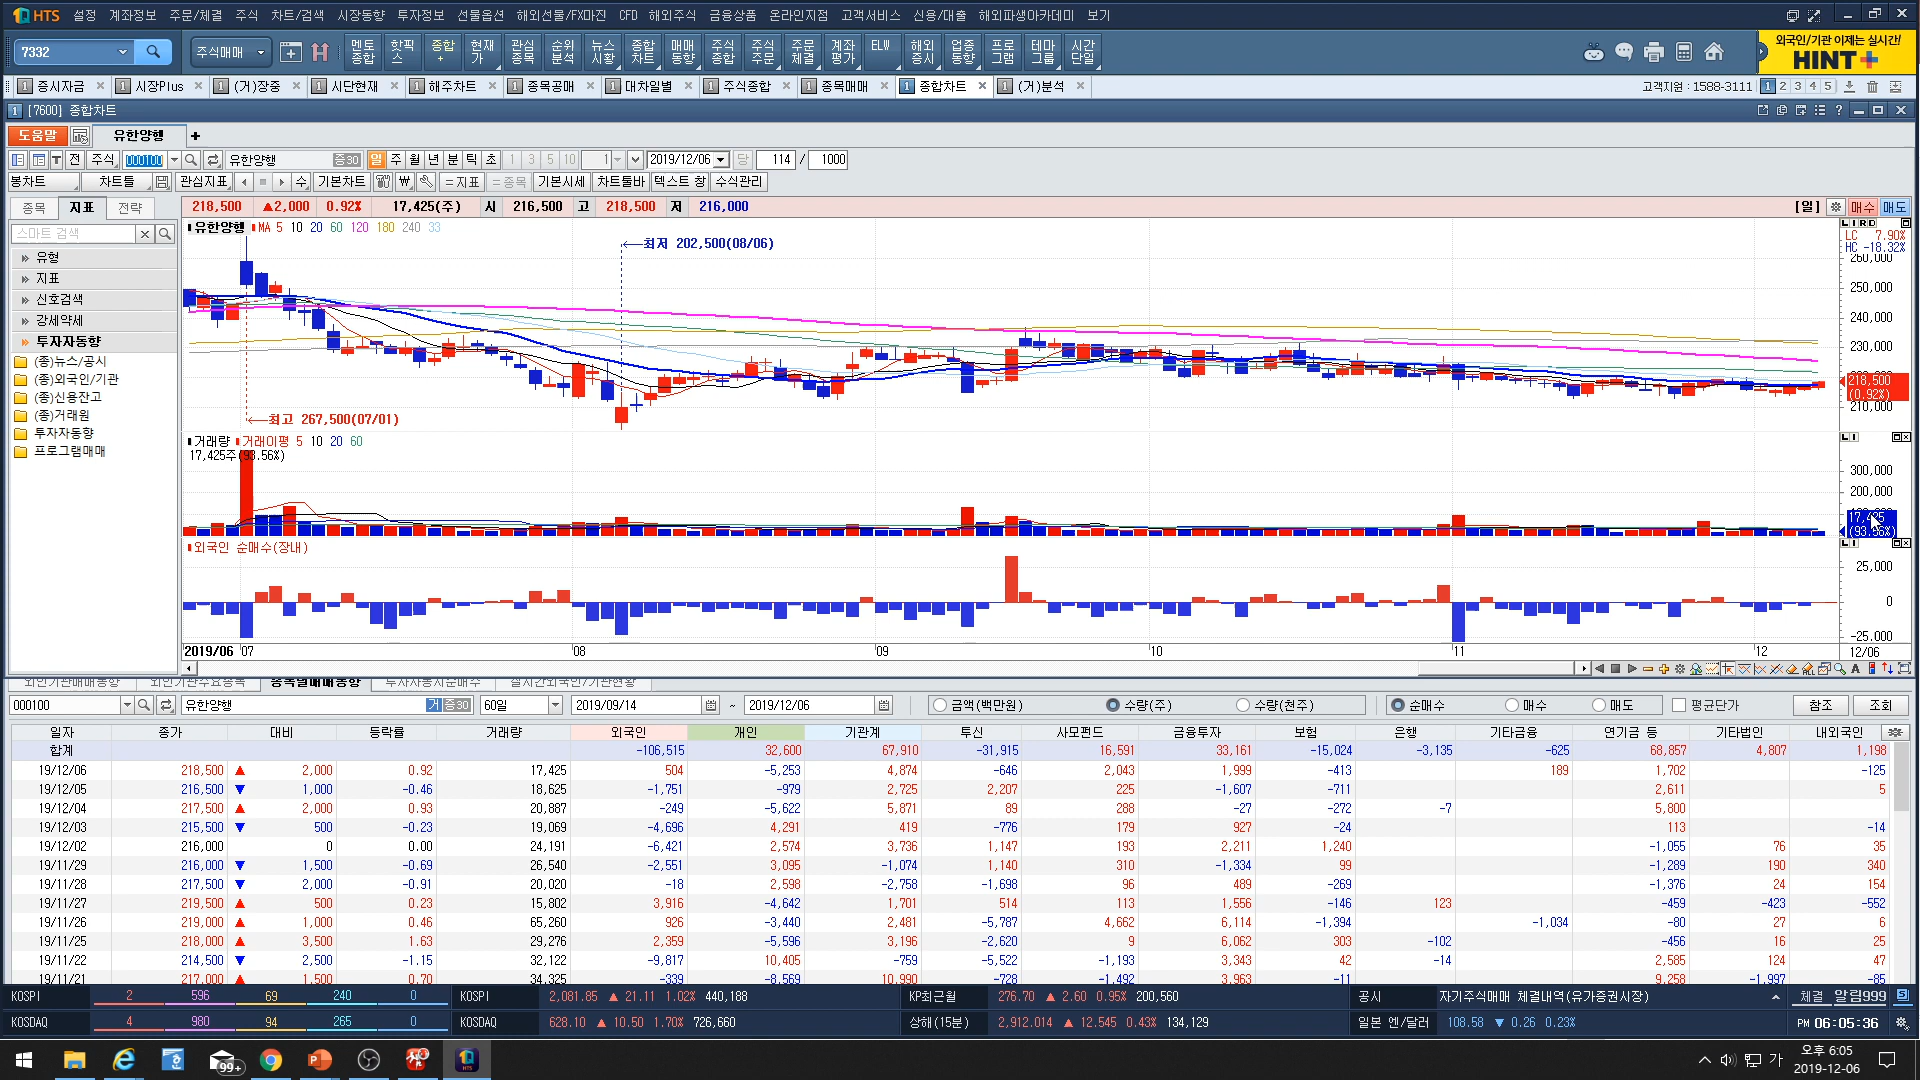 HTS 설정 계좌정보 주문/체결 주식 차트/검색 시장동향 투자정보 선물옵션 해외선물/FX마진 CFD 해외주식 금융상품 온라인지점 고객서비스 신용/대출 해외파생아카데미 보기
7332 주식매매 멘토종합 핫픽스 종합+ 현재가 관심종목 순위분석 뉴스시황 종합차트 매매동향 주식종합 주식주문 주문체결 계좌평가 ELW 해외증시 업종동향 프로그램 테마그룹 시간단일
외국인/기관 이제는 실시간!
HINT+
1 증시자금 × 1 시장Plus × 1 (거)장중 × 1 시단현재 × 1 해주차트 × 1 종목공매 × 1 대차일별 × 1 주식종합 × 1 종목매매 × 1 종합차트 × 1 (거)분석 × 고객지원 : 1588-3111 1 2 3 4 5
1 [7600] 종합차트
도움말 유한양행 +
T 전 주식 000100 유한양행 증30 일 주 월 년 분 틱 초 1 3 5 10 1 2019/12/06 당 114 / 1000
봉차트 차트틀 관심지표 수 기본차트 ₩ =지표 =종목 기본시세 차트툴바 텍스트 창 수식관리
종목 지표 전략
218,500 ▲2,000 0.92% 17,425(주) 시 216,500 고 218,500 저 216,000 [일] 매수 매도
스마트 검색
유형
지표
신호검색
강세약세
투자자동향
(종)뉴스/공시
(종)외국인/기관
(종)신용잔고
(종)거래원
투자자동향
프로그램매매
유한양행 MA 5 10 20 60 120 180 240 33
LC 7.90%
HC -18.32%
←최저 202,500(08/06)
←최고 267,500(07/01)
260,000
250,000
240,000
230,000
218,500
(0.92%)
210,000
거래량 거래이평 5 10 20 60
17,425주(93.56%)
300,000
200,000
17,425
(93.56%)
외국인 순매수(장내)
25,000
0
-25,000
2019/06 07 08 09 10 11 12 12/06
외인기관매매동향 외인기관주요종목 종목별매매동향 투자자동시순매수 실시간외국인/기관현황
000100 유한양행 거 증30 60일 2019/09/14 ~ 2019/12/06 금액(백만원) 수량(주) 수량(천주) 순매수 매수 매도 평균단가 참조 조회
일자 종가 대비 등락률 거래량 외국인 개인 기관계 투신 사모펀드 금융투자 보험 은행 기타금융 연기금 등 기타법인 내외국인
합계 -106,515 32,600 67,910 -31,915 16,591 33,161 -15,024 -3,135 -625 68,857 4,807 1,198
19/12/06 218,500 ▲ 2,000 0.92 17,425 504 -5,253 4,874 -646 2,043 1,999 -413 189 1,702 -125
19/12/05 216,500 ▼ 1,000 -0.46 18,625 -1,751 -979 2,725 2,207 225 -1,607 -711 2,611 5
19/12/04 217,500 ▲ 2,000 0.93 20,887 -249 -5,622 5,871 89 288 -27 -272 -7 5,800
19/12/03 215,500 ▼ 500 -0.23 19,069 -4,696 4,291 419 -776 179 927 -24 113 -14
19/12/02 216,000 0 0.00 24,191 -6,421 2,574 3,736 1,147 193 2,211 1,240 -1,055 76 35
19/11/29 216,000 ▼ 1,500 -0.69 26,540 -2,551 3,095 -1,074 1,140 310 -1,334 99 -1,289 190 340
19/11/28 217,500 ▼ 2,000 -0.91 20,020 -18 2,598 -2,758 -1,698 96 489 -269 -1,376 24 154
19/11/27 219,500 ▲ 500 0.23 15,802 3,916 -4,642 1,701 514 113 1,556 -146 123 -459 -423 -552
19/11/26 219,000 ▲ 1,000 0.46 65,260 926 -3,440 2,481 -5,787 4,662 6,114 -1,394 -1,034 -80 27 6
19/11/25 218,000 ▲ 3,500 1.63 29,276 2,359 -5,596 3,196 -2,620 9 6,062 303 -102 -456 16 25
19/11/22 214,500 ▼ 2,500 -1.15 32,122 -9,817 10,405 -759 -5,522 -1,193 3,343 42 -14 2,585 124 47
19/11/21 217,000 ▲ 1,500 0.70 34,325 -339 -8,569 10,990 -728 -1,492 3,963 -11 9,258 -1,997 -85
KOSPI 2 596 69 240 0 KOSPI 2,081.85 ▲ 21.11 1.02% 440,188 KP최근월 276.70 ▲ 2.60 0.95% 200,560 공시 자기주식매매 체결내역(유가증권시장) 체결 알림999
KOSDAQ 4 980 94 265 0 KOSDAQ 628.10 ▲ 10.50 1.70% 726,660 상해(15분) 2,912.014 ▲ 12.545 0.43% 134,129 일본 엔/달러 108.58 ▼ 0.26 0.23% PM 06:05:36
99+ HTS 가 오후 6:05
2019-12-06